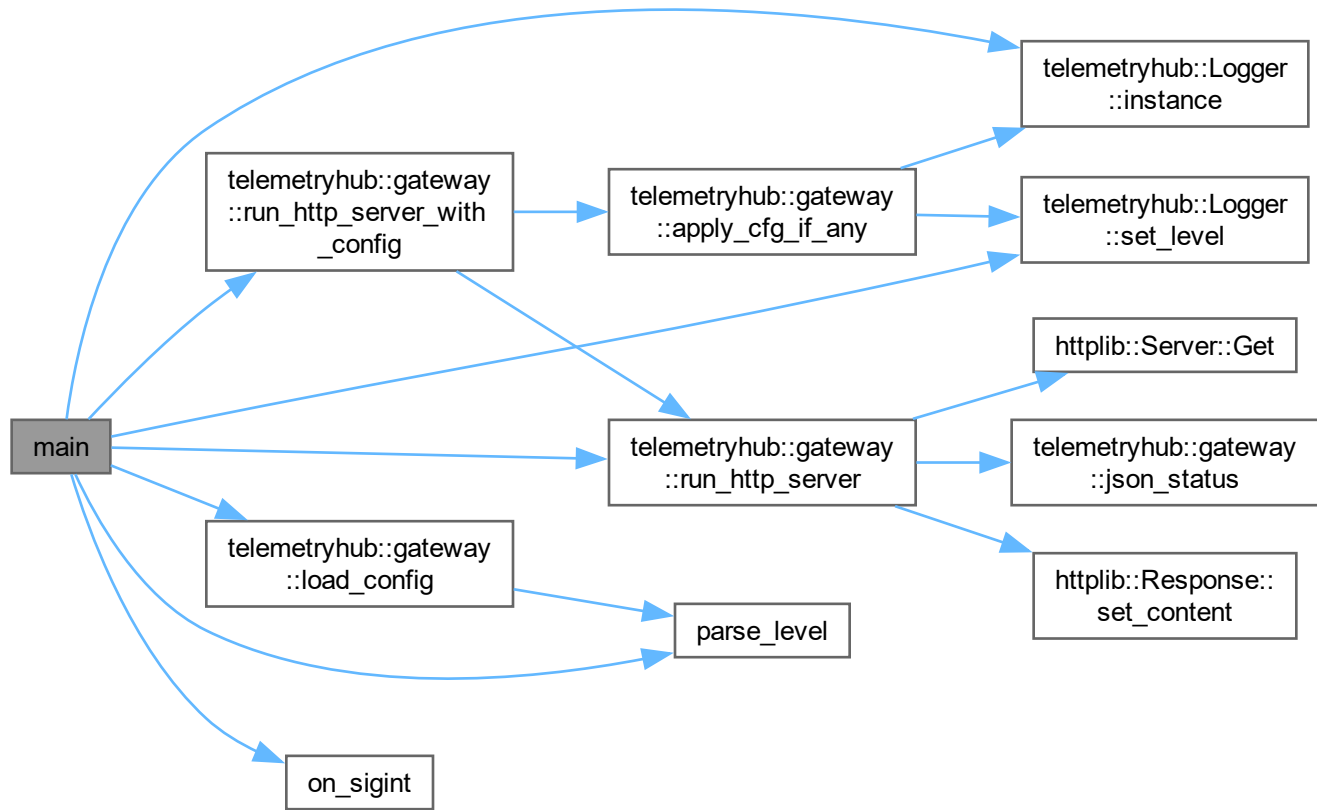 main
telemetryhub::gateway
::run_http_server_with
_config
telemetryhub::gateway
::load_config
on_sigint
telemetryhub::gateway
::apply_cfg_if_any
telemetryhub::gateway
::run_http_server
parse_level
telemetryhub::Logger
::instance
telemetryhub::Logger
::set_level
httplib::Server::Get
telemetryhub::gateway
::json_status
httplib::Response::
set_content